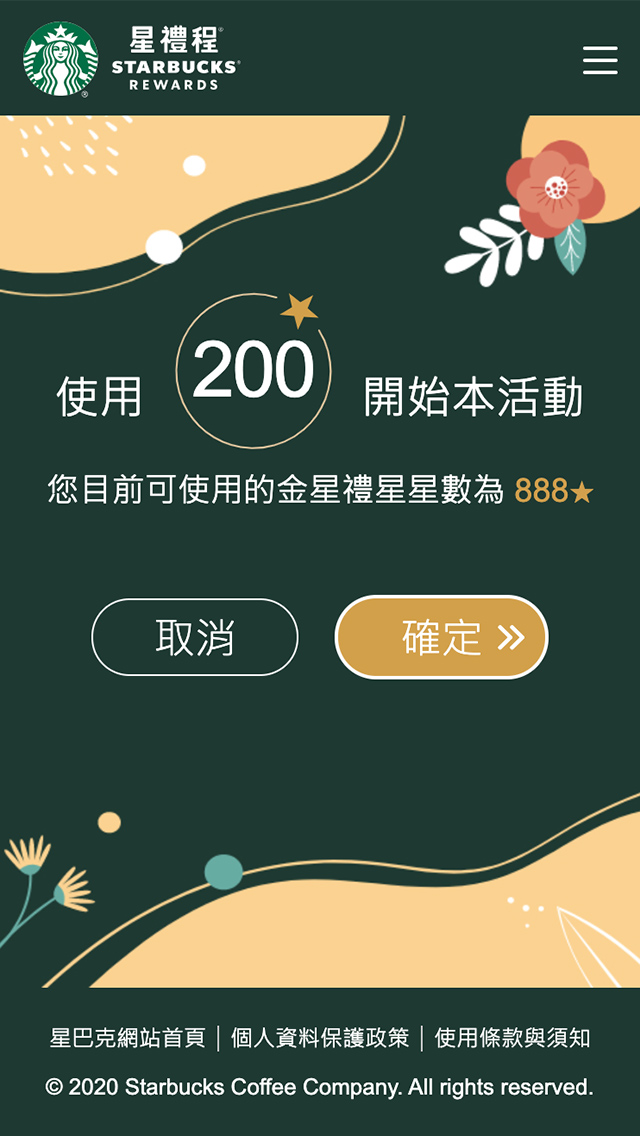 星禮程®
STARBUCKS®
REWARDS
使用 200★ 開始本活動
您目前可使用的金星禮星星數為 888★
取消
確定 »
星巴克網站首頁│個人資料保護政策│使用條款與須知
© 2020 Starbucks Coffee Company. All rights reserved.